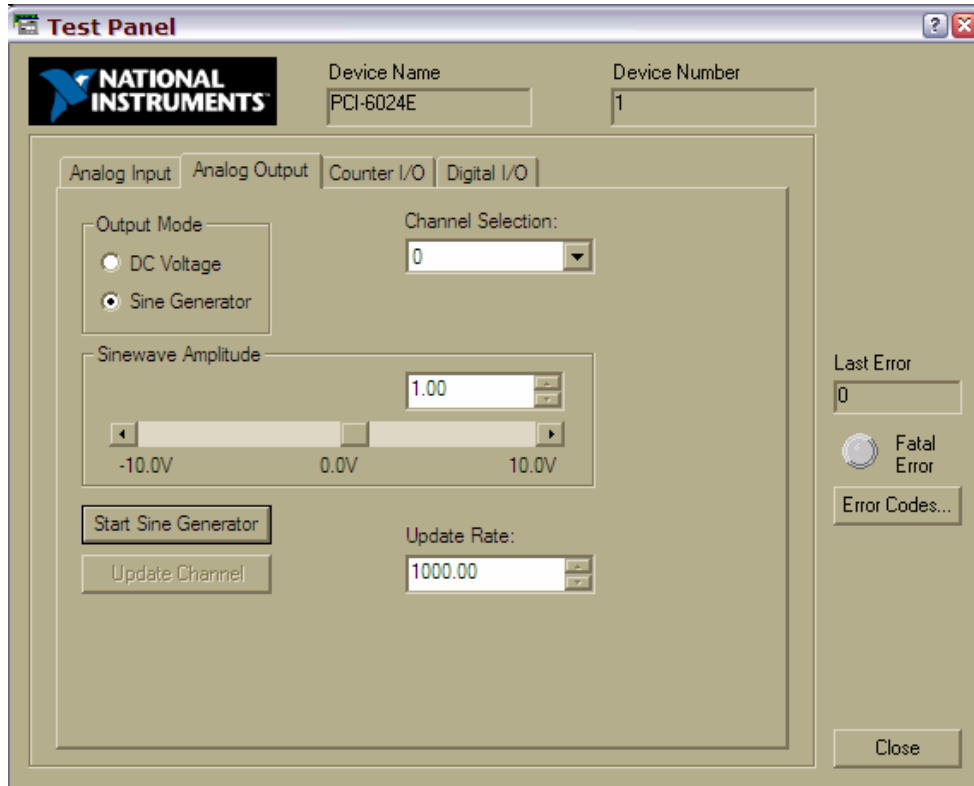 Test Panel
NATIONAL
INSTRUMENTS
Device Name
PCI-6024E
Device Number
1
Analog Input
Analog Output
Counter I/O
Digital I/O
Output Mode
DC Voltage
Sine Generator
Channel Selection:
0
Sinewave Amplitude
1.00
-10.0V
0.0V
10.0V
Start Sine Generator
Update Channel
Update Rate:
1000.00
Last Error
0
Fatal
Error
Error Codes...
Close